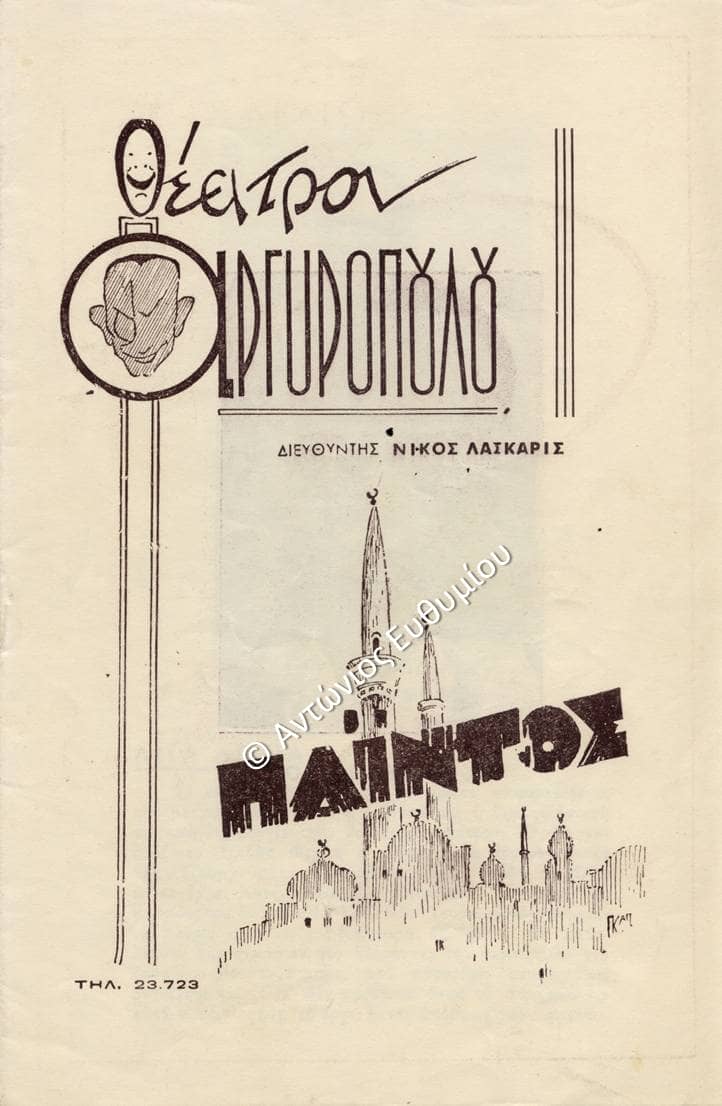 Θέατρον
ΑΡΓΥΡΟΠΟΥΛΟΥ
ΔΙΕΥΘΥΝΤΗΣ ΝΙΚΟΣ ΛΑΣΚΑΡΙΣ
© Αντώνιος Ευθυμίου
ΠΑΪΝΤΟΣ
ΤΗΛ. 23.723